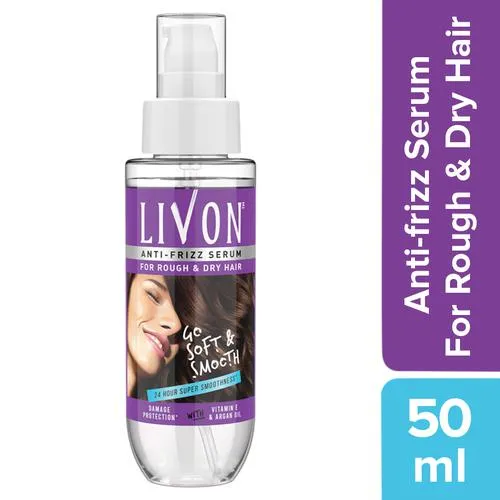 LIVON
ANTI-FRIZZ SERUM
FOR ROUGH & DRY HAIR
GO
SOFT &
SMOOTH
24 HOUR SUPER SMOOTHNESS*
DAMAGE
PROTECTION*
WITH
VITAMIN E
& ARGAN OIL
Anti-frizz Serum
For Rough & Dry Hair
50
ml